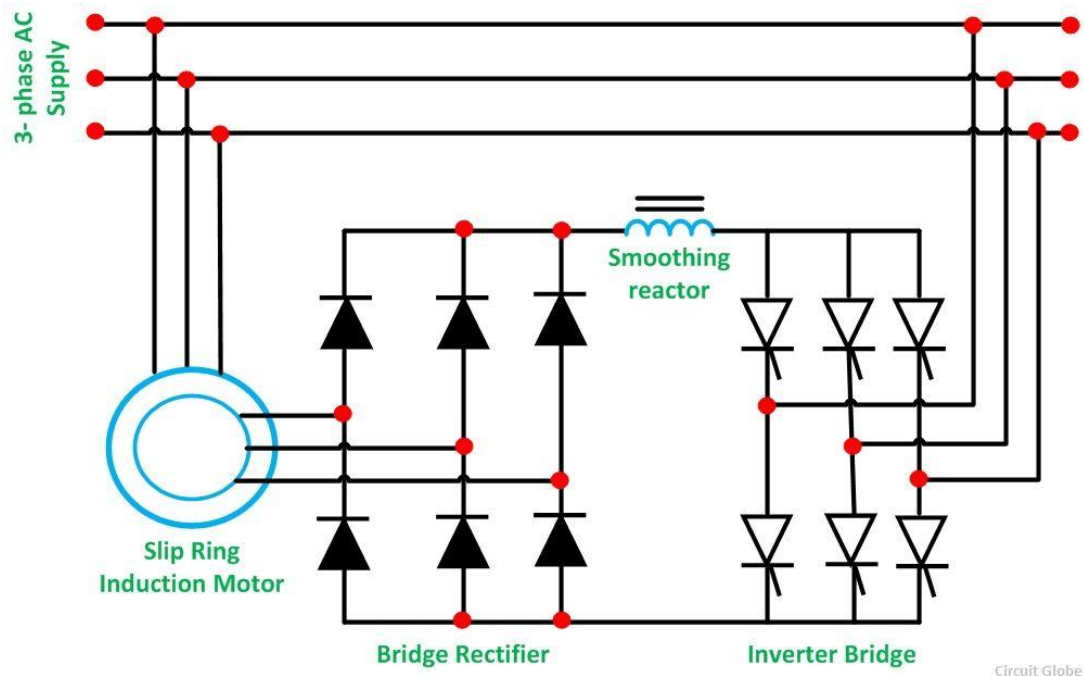 3- phase AC
Supply
Smoothing
reactor
Slip Ring
Induction Motor
Bridge Rectifier
Inverter Bridge
Circuit Globe